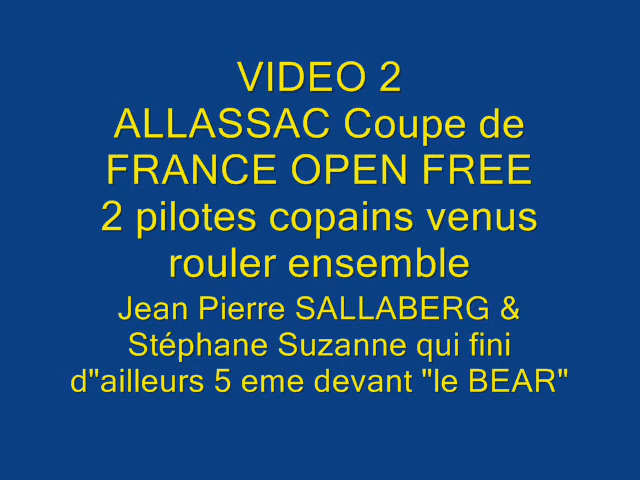 VIDEO 2
ALLASSAC Coupe de
FRANCE OPEN FREE
2 pilotes copains venus
rouler ensemble
Jean Pierre SALLABERG &
Stéphane Suzanne qui fini
d"ailleurs 5 eme devant "le BEAR"